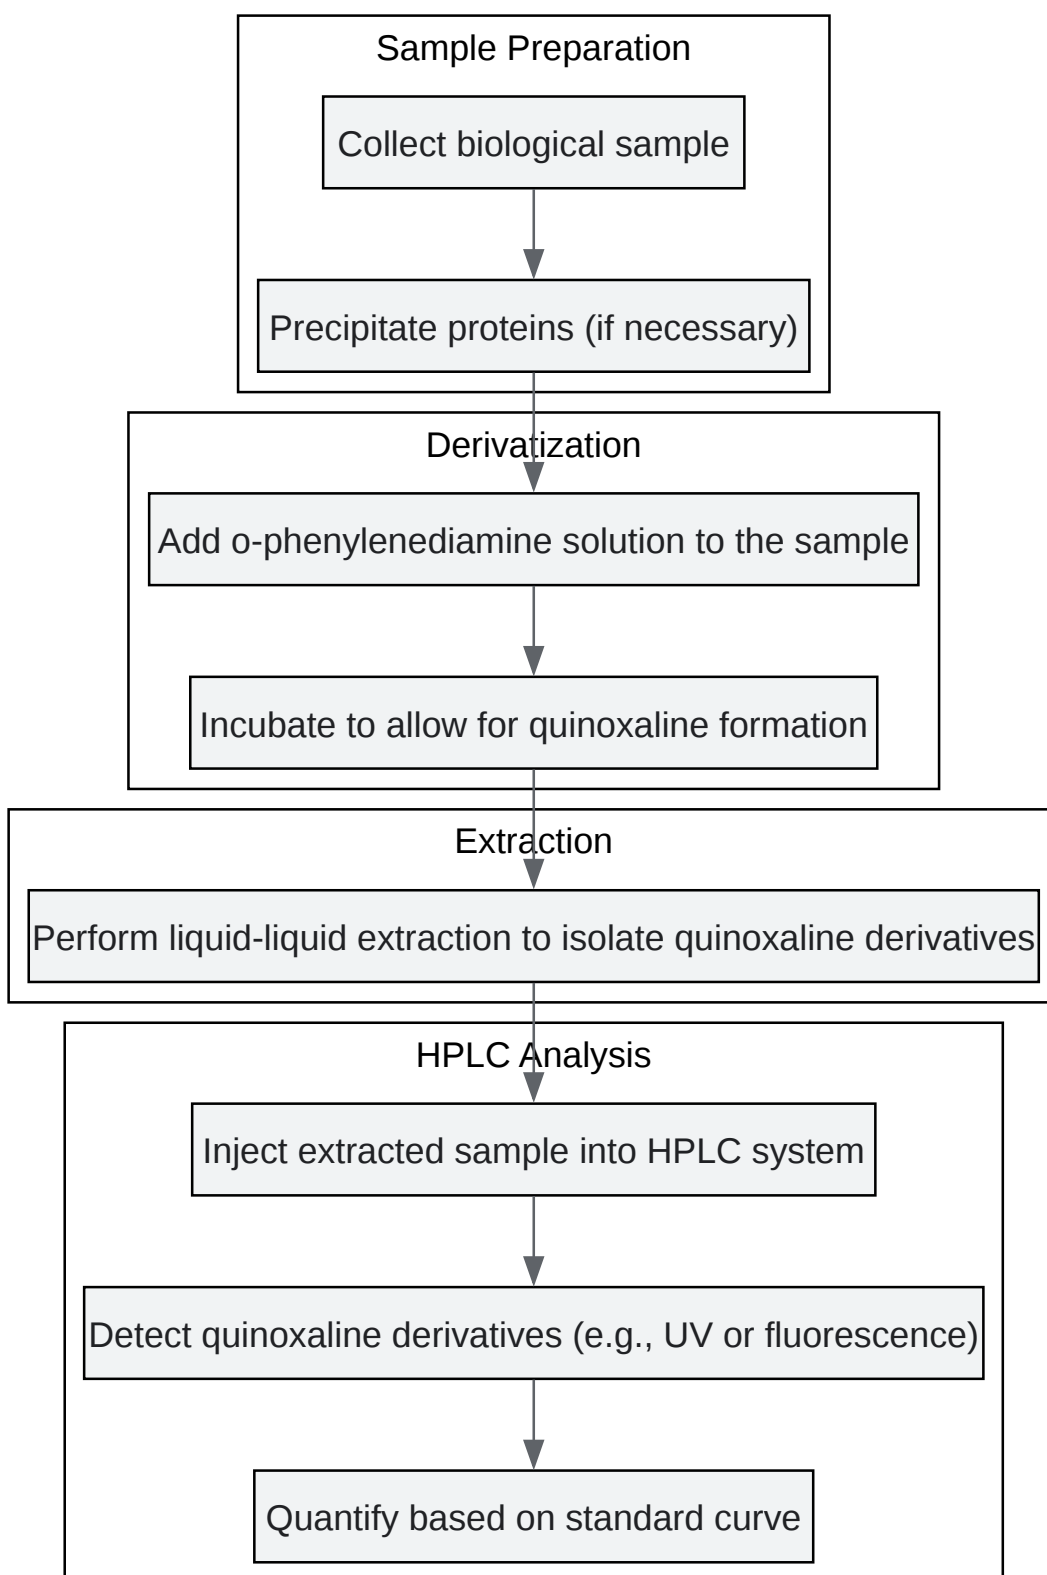 Sample Preparation
Collect biological sample
Precipitate proteins (if necessary)
Derivatization
Add o-phenylenediamine solution to the sample
Incubate to allow for quinoxaline formation
Extraction
Perform liquid-liquid extraction to isolate quinoxaline derivatives
HPLC Analysis
Inject extracted sample into HPLC system
Detect quinoxaline derivatives (e.g., UV or fluorescence)
Quantify based on standard curve